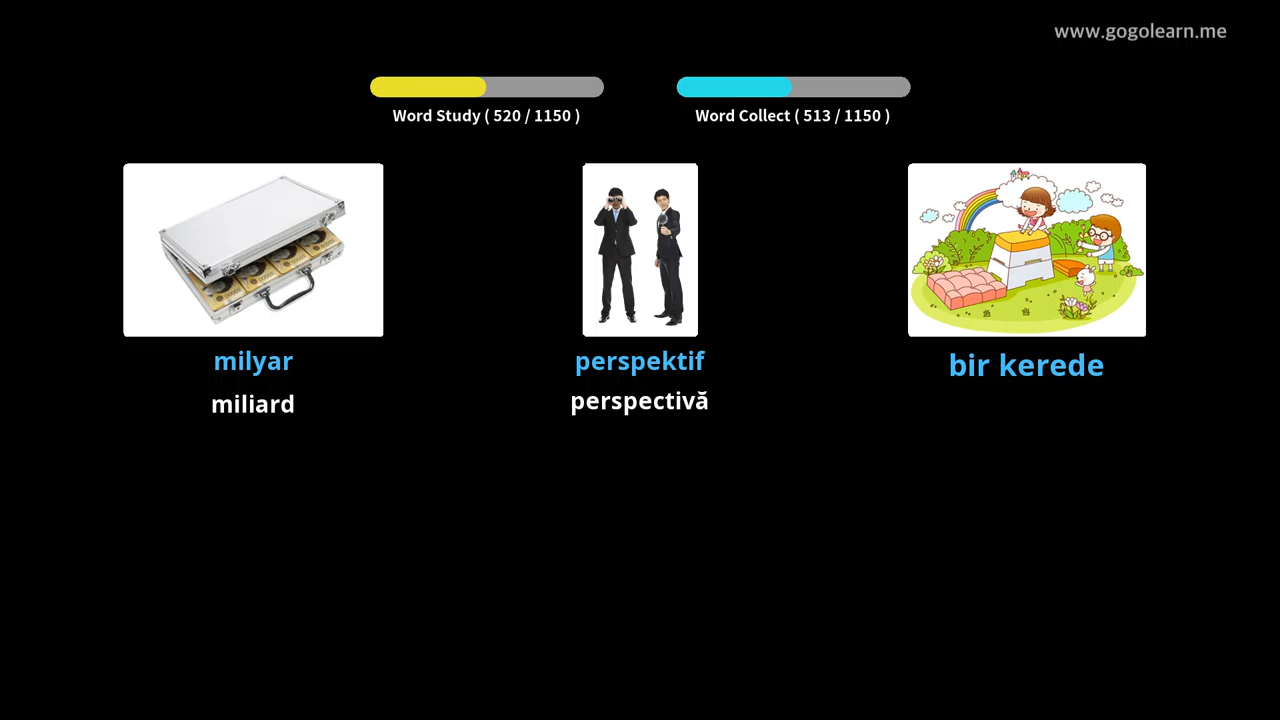 www.gogolearn.me
Word Study ( 520 / 1150 )
Word Collect ( 513 / 1150 )
milyar
miliard
perspektif
perspectivă
bir kerede